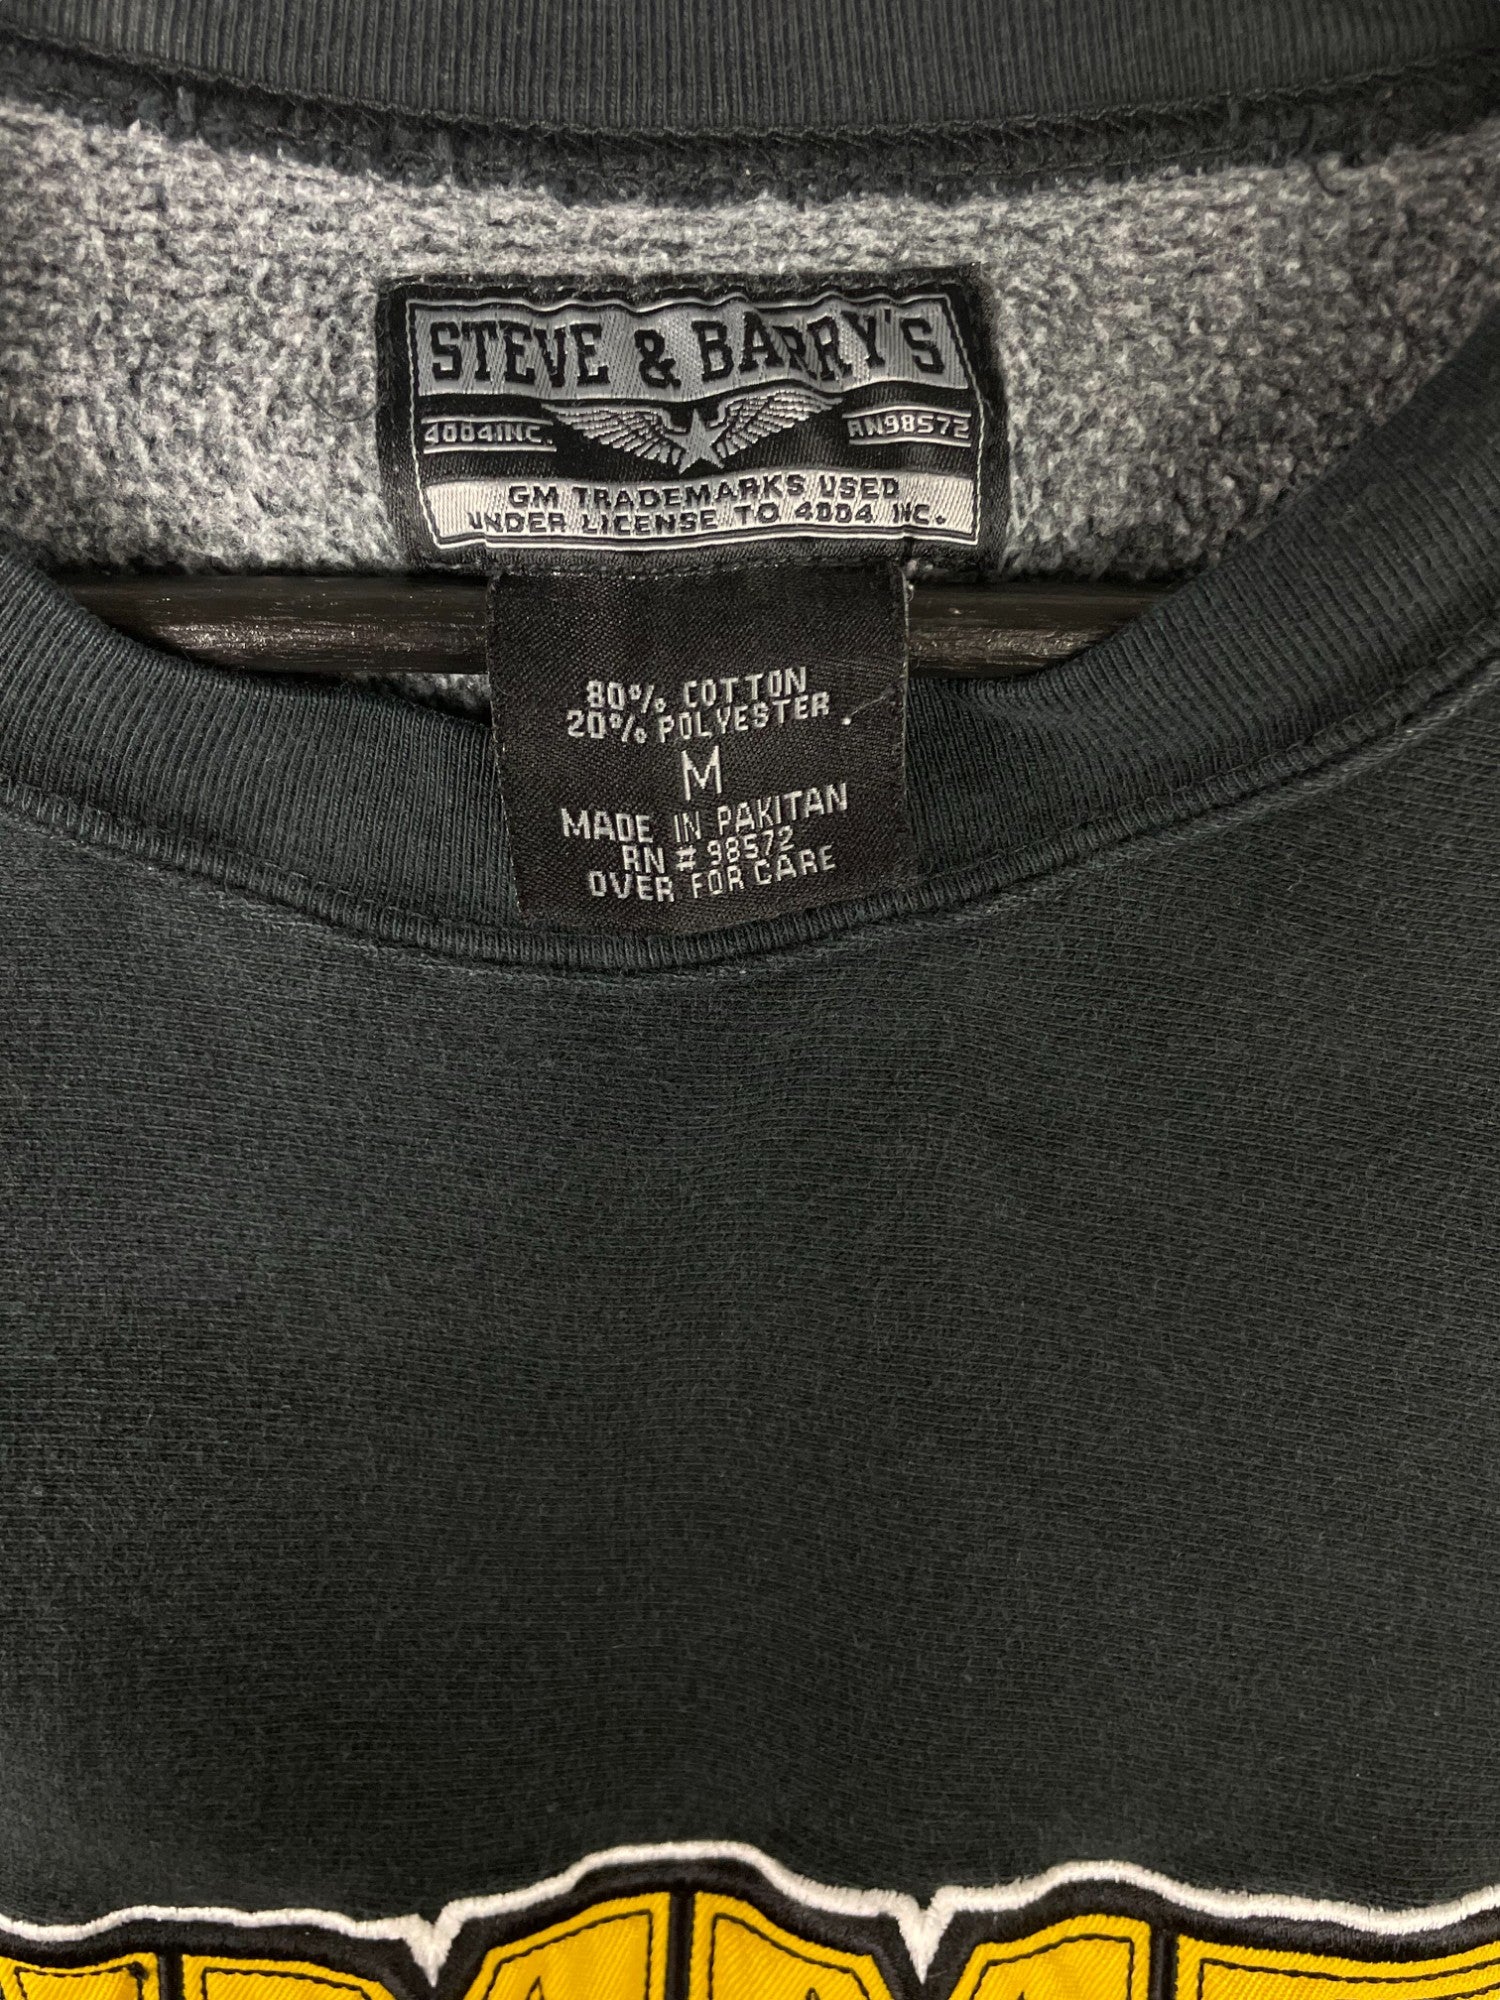 STEVE & BARRY'S
4004INC. RN98572
GM TRADEMARKS USED
UNDER LICENSE TO 4004 INC.
80% COTTON
20% POLYESTER.
M
MADE IN PAKITAN
RN # 98572
OVER FOR CARE